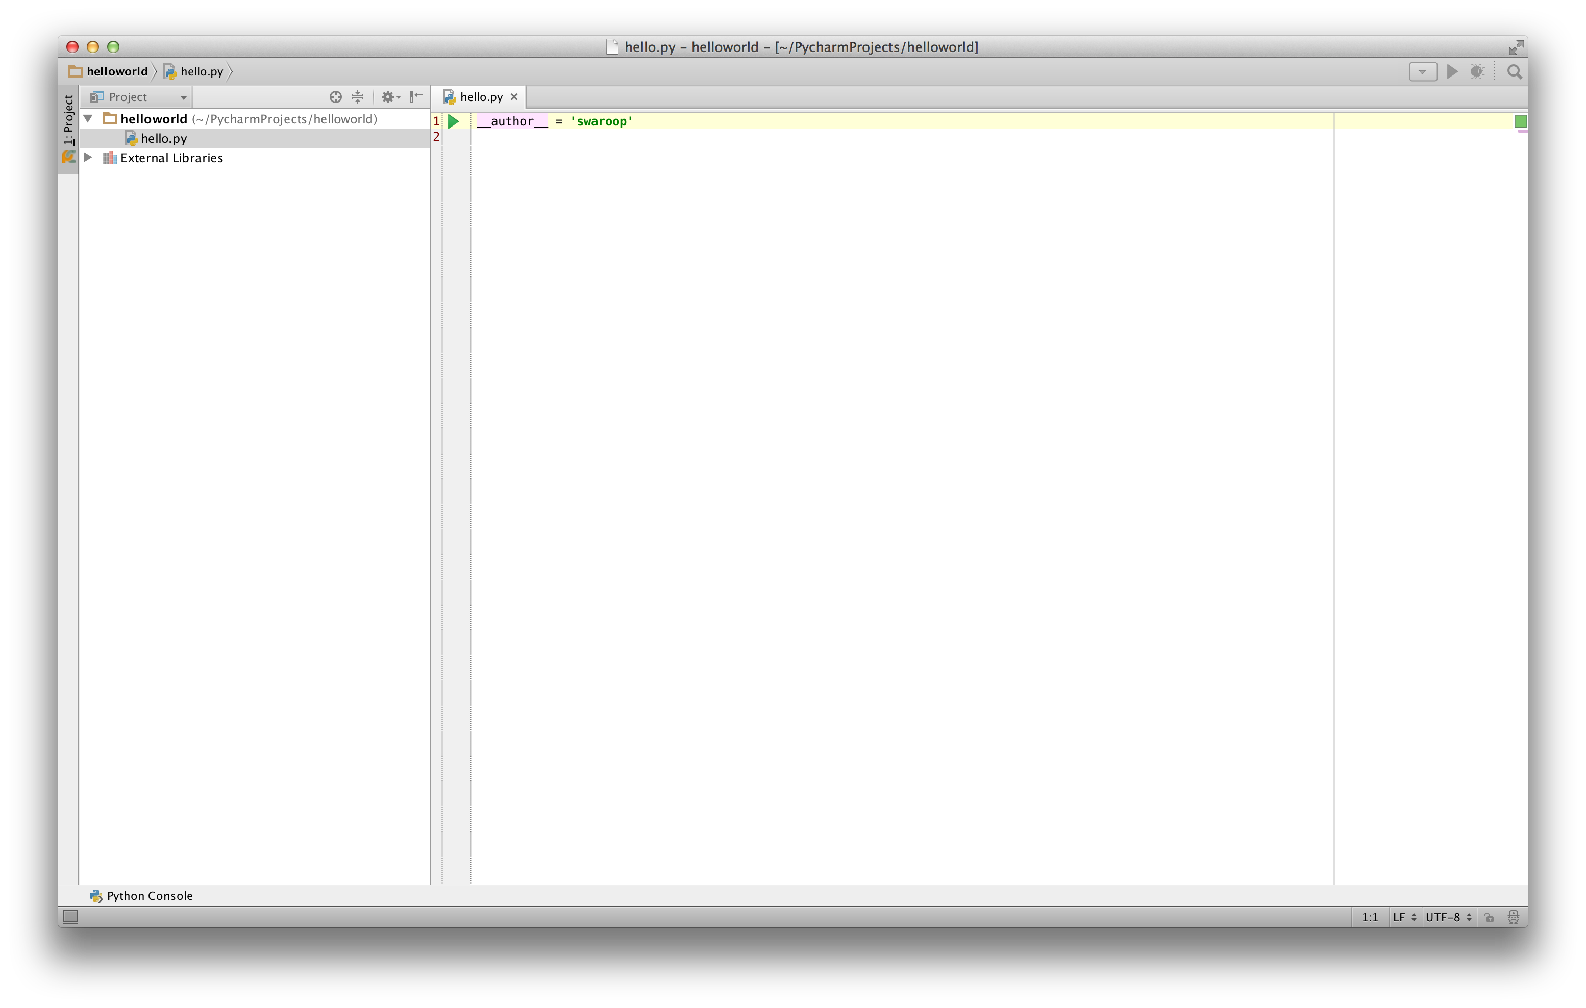 hello.py – helloworld – [~/PycharmProjects/helloworld]
helloworld hello.py
1: Project
Project
hello.py
helloworld (~/PycharmProjects/helloworld)
hello.py
External Libraries
1 __author__ = 'swaroop'
2
Python Console
1:1 LF UTF-8